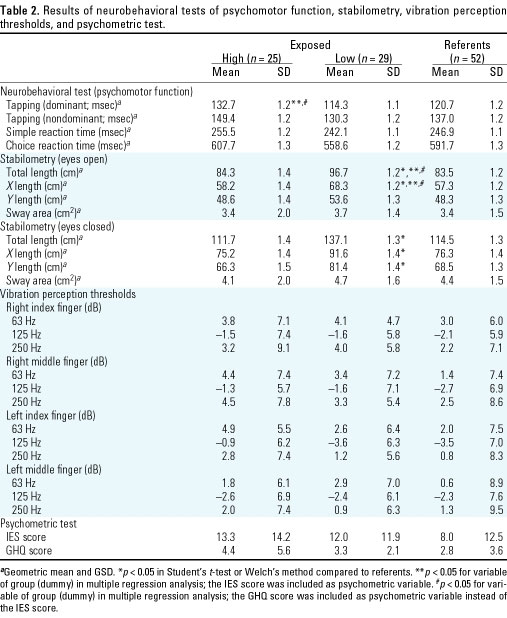 Table 2. Results of neurobehavioral tests of psychomotor function, stabilometry, vibration perception
thresholds, and psychometric test.
Exposed Referents
High (n = 25) Low (n = 29) (n = 52)
Mean SD Mean SD Mean SD
Neurobehavioral test (psychomotor function)
Tapping (dominant; msec)a 132.7 1.2**,# 114.3 1.1 120.7 1.2
Tapping (nondominant; msec)a 149.4 1.2 130.3 1.2 137.0 1.2
Simple reaction time (msec)a 255.5 1.2 242.1 1.1 246.9 1.1
Choice reaction time (msec)a 607.7 1.3 558.6 1.2 591.7 1.3
Stabilometry (eyes open)
Total length (cm)a 84.3 1.4 96.7 1.2*,**,# 83.5 1.2
X length (cm)a 58.2 1.4 68.3 1.2*,**,# 57.3 1.2
Y length (cm)a 48.6 1.4 53.6 1.3 48.3 1.3
Sway area (cm2)a 3.4 2.0 3.7 1.4 3.4 1.5
Stabilometry (eyes closed)
Total length (cm)a 111.7 1.4 137.1 1.3* 114.5 1.3
X length (cm)a 75.2 1.4 91.6 1.4* 76.3 1.4
Y length (cm)a 66.3 1.5 81.4 1.4* 68.5 1.3
Sway area (cm2)a 4.1 2.0 4.7 1.6 4.4 1.5
Vibration perception thresholds
Right index finger (dB)
63 Hz 3.8 7.1 4.1 4.7 3.0 6.0
125 Hz –1.5 7.4 –1.6 5.8 –2.1 5.9
250 Hz 3.2 9.1 4.0 5.8 2.2 7.1
Right middle finger (dB)
63 Hz 4.4 7.4 3.4 7.2 1.4 7.4
125 Hz –1.3 5.7 –1.6 7.1 –2.7 6.9
250 Hz 4.5 7.8 3.3 5.4 2.5 8.6
Left index finger (dB)
63 Hz 4.9 5.5 2.6 6.4 2.0 7.5
125 Hz –0.9 6.2 –3.6 6.3 –3.5 7.0
250 Hz 2.8 7.4 1.2 5.6 0.8 8.3
Left middle finger (dB)
63 Hz 1.8 6.1 2.9 7.0 0.6 8.9
125 Hz –2.6 6.9 –2.4 6.1 –2.3 7.6
250 Hz 2.0 7.4 0.9 6.3 1.3 9.5
Psychometric test
IES score 13.3 14.2 12.0 11.9 8.0 12.5
GHQ score 4.4 5.6 3.3 2.1 2.8 3.6
aGeometric mean and GSD. *p < 0.05 in Student's t-test or Welch's method compared to referents. **p < 0.05 for variable
of group (dummy) in multiple regression analysis; the IES score was included as psychometric variable. #p < 0.05 for vari-
able of group (dummy) in multiple regression analysis; the GHQ score was included as psychometric variable instead of
the IES score.